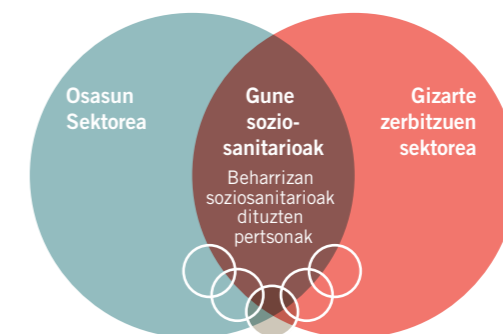 Osasun
Sektorea
Gune
sozio-
sanitarioak
Beharrizan
soziosanitarioak
dituzten
pertsonak
Gizarte
zerbitzuen
sektorea